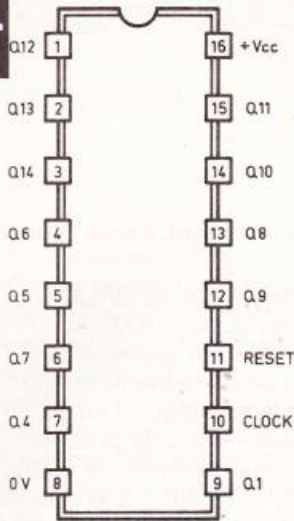 Q12 1 16 +Vcc
Q13 2 15 Q11
Q14 3 14 Q10
Q6 4 13 Q8
Q5 5 12 Q9
Q7 6 11 RESET
Q4 7 10 CLOCK
0V 8 9 Q1